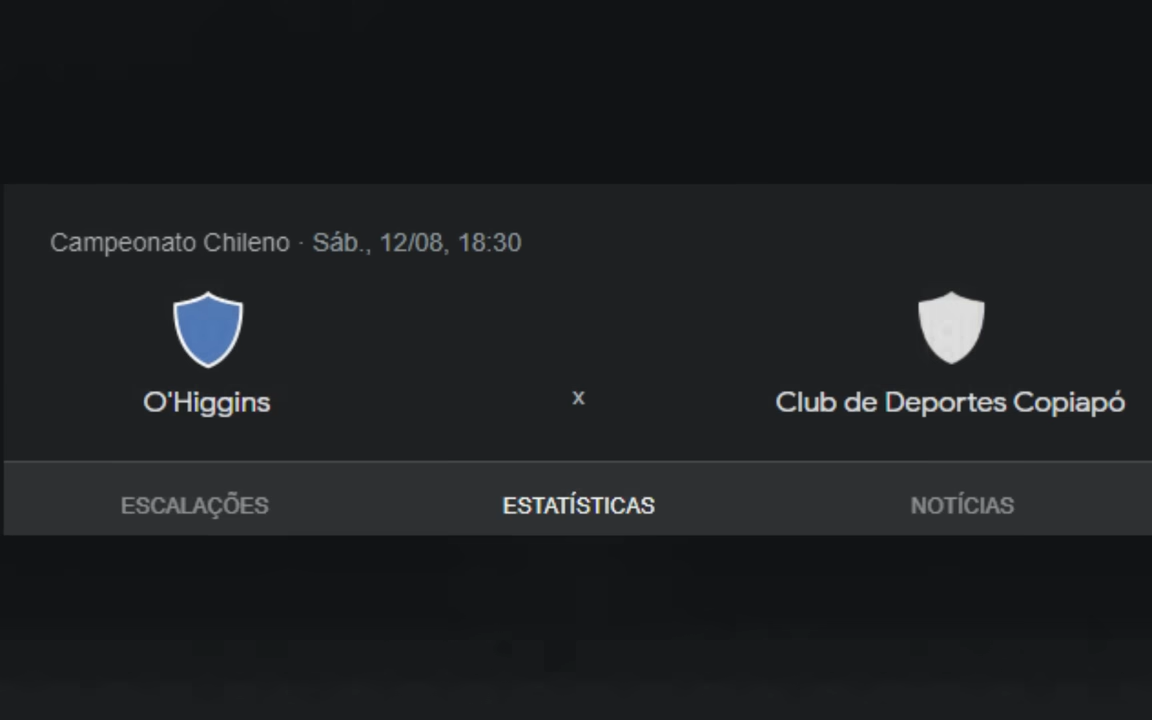 Campeonato Chileno · Sáb., 12/08, 18:30
O'Higgins x Club de Deportes Copiapó
ESCALAÇÕES ESTATÍSTICAS NOTÍCIAS